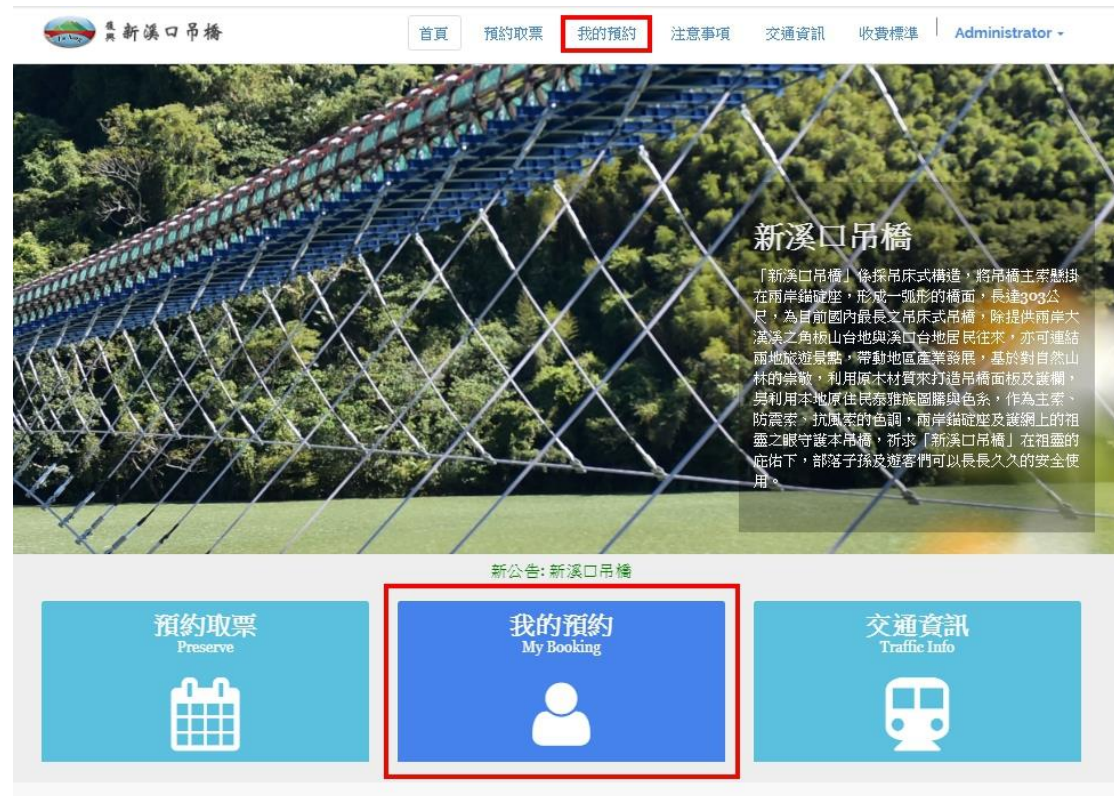 復興 新溪口吊橋
首頁 預約取票 我的預約 注意事項 交通資訊 收費標準 Administrator
新溪口吊橋
「新溪口吊橋」係採吊床式構造，將吊橋主索懸掛
在兩岸錨碇座，形成一弧形的橋面，長達303公
尺，為目前國內最長之吊床式吊橋，除提供兩岸大
漢溪之角板山台地與溪口台地居民往來，亦可連結
兩地旅遊景點，帶動地區產業發展，基於對自然山
林的崇敬，利用原木材質來打造吊橋面板及護欄，
與利用本地原住民泰雅族圖騰與色系，作為主索、
防震索、抗風索的色調，兩岸錨碇座及護網上的祖
靈之眼守護本吊橋，祈求「新溪口吊橋」在祖靈的
庇佑下，部落子孫及遊客們可以長長久久的安全使
用。
新公告: 新溪口吊橋
預約取票
Preserve
我的預約
My Booking
交通資訊
Traffic Info